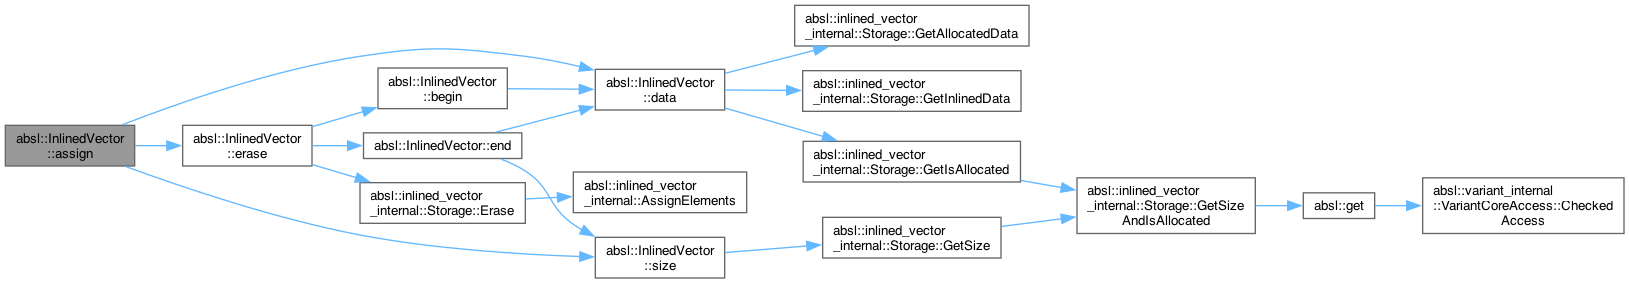 absl::InlinedVector
::assign
absl::InlinedVector
::erase
absl::InlinedVector
::begin
absl::InlinedVector::end
absl::inlined_vector
_internal::Storage::Erase
absl::inlined_vector
_internal::AssignElements
absl::InlinedVector
::data
absl::InlinedVector
::size
absl::inlined_vector
_internal::Storage::GetAllocatedData
absl::inlined_vector
_internal::Storage::GetInlinedData
absl::inlined_vector
_internal::Storage::GetIsAllocated
absl::inlined_vector
_internal::Storage::GetSize
absl::inlined_vector
_internal::Storage::GetSize
AndIsAllocated
absl::get
absl::variant_internal
::VariantCoreAccess::Checked
Access